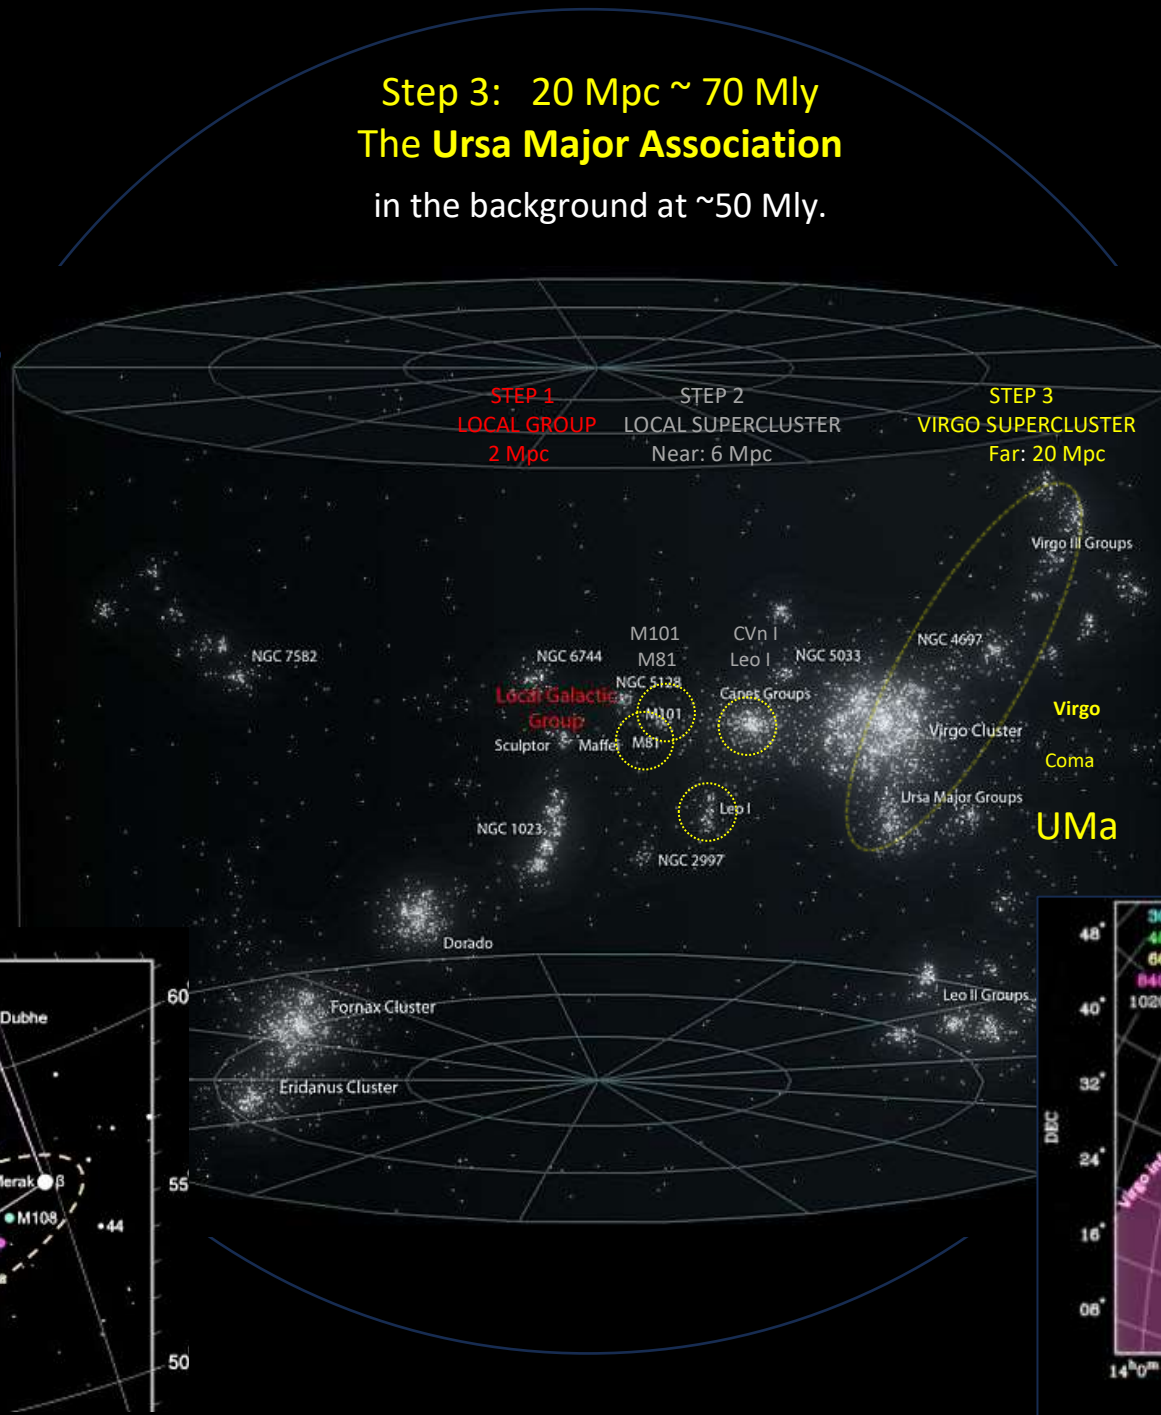 Step 3: 20 Mpc ~ 70 Mly
The Ursa Major Association
in the background at ~50 Mly.
STEP 1
LOCAL GROUP
2 Mpc
STEP 2
LOCAL SUPERCLUSTER
Near: 6 Mpc
STEP 3
VIRGO SUPERCLUSTER
Far: 20 Mpc
Virgo III Groups
M101
M81
CVn I
Leo I
NGC 4697
NGC 7582
NGC 6744
NGC 5033
NGC 5128
Local Galactic
Group
Canes Groups
M101
Virgo
Virgo Cluster
Sculptor
Maffei
M81
Coma
Ursa Major Groups
Leo I
UMa
NGC 1023
NGC 2997
Dorado
Leo II Groups
Fornax Cluster
Eridanus Cluster
60
Dubhe
Merak
β
55
M108
44
50
48°
40°
1020
32°
DEC
24°
Virgo
16°
08°
14h0m